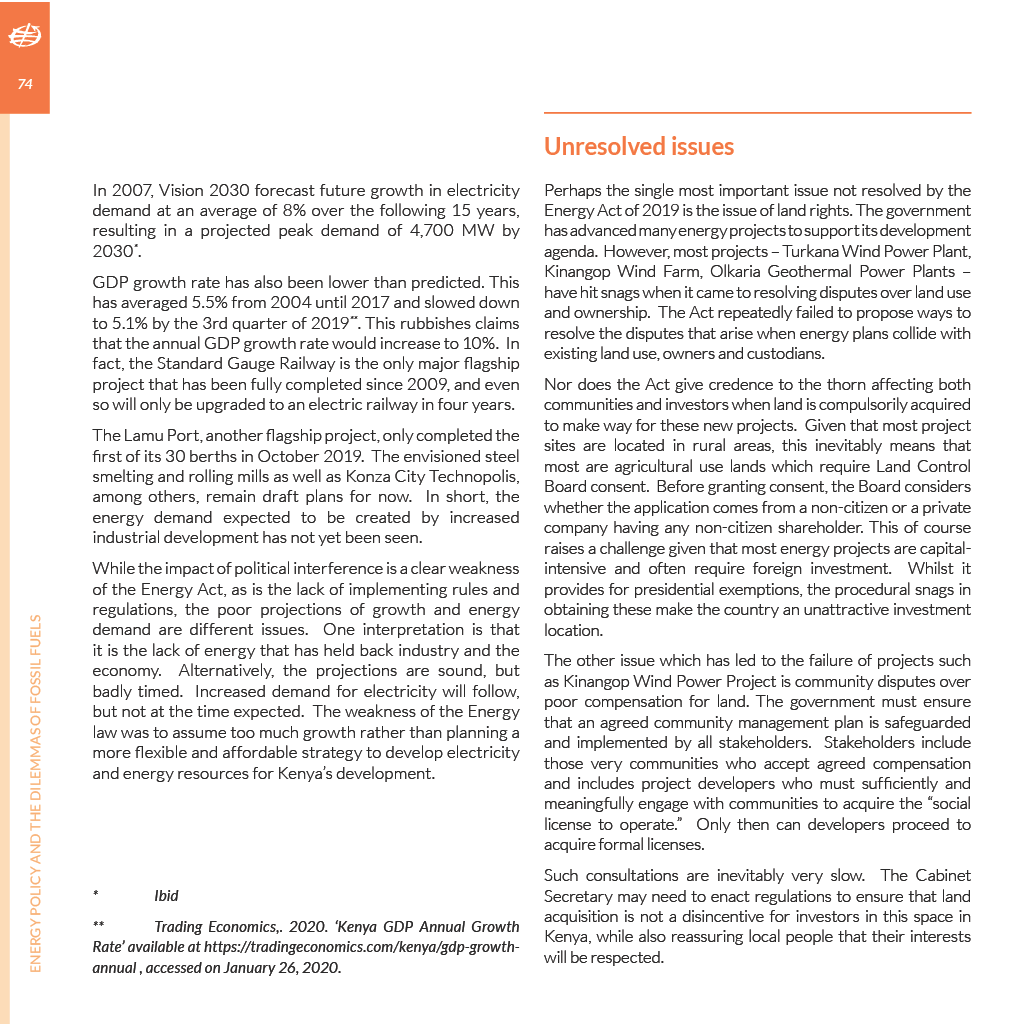 74
In 2007, Vision 2030 forecast future growth in electricity
demand at an average of 8% over the following 15 years,
resulting in a projected peak demand of 4,700 MW by
2030*.
GDP growth rate has also been lower than predicted. This
has averaged 5.5% from 2004 until 2017 and slowed down
to 5.1% by the 3rd quarter of 2019**. This rubbishes claims
that the annual GDP growth rate would increase to 10%. In
fact, the Standard Gauge Railway is the only major flagship
project that has been fully completed since 2009, and even
so will only be upgraded to an electric railway in four years.
The Lamu Port, another flagship project, only completed the
first of its 30 berths in October 2019. The envisioned steel
smelting and rolling mills as well as Konza City Technopolis,
among others, remain draft plans for now. In short, the
energy demand expected to be created by increased
industrial development has not yet been seen.
While the impact of political interference is a clear weakness
of the Energy Act, as is the lack of implementing rules and
regulations, the poor projections of growth and energy
demand are different issues. One interpretation is that
it is the lack of energy that has held back industry and the
economy. Alternatively, the projections are sound, but
badly timed. Increased demand for electricity will follow,
but not at the time expected. The weakness of the Energy
law was to assume too much growth rather than planning a
more flexible and affordable strategy to develop electricity
and energy resources for Kenya's development.
* Ibid
** Trading Economics,. 2020. 'Kenya GDP Annual Growth
Rate' available at https://tradingeconomics.com/kenya/gdp-growth-
annual , accessed on January 26, 2020.
Unresolved issues
Perhaps the single most important issue not resolved by the
Energy Act of 2019 is the issue of land rights. The government
has advanced many energy projects to support its development
agenda. However, most projects – Turkana Wind Power Plant,
Kinangop Wind Farm, Olkaria Geothermal Power Plants –
have hit snags when it came to resolving disputes over land use
and ownership. The Act repeatedly failed to propose ways to
resolve the disputes that arise when energy plans collide with
existing land use, owners and custodians.
Nor does the Act give credence to the thorn affecting both
communities and investors when land is compulsorily acquired
to make way for these new projects. Given that most project
sites are located in rural areas, this inevitably means that
most are agricultural use lands which require Land Control
Board consent. Before granting consent, the Board considers
whether the application comes from a non-citizen or a private
company having any non-citizen shareholder. This of course
raises a challenge given that most energy projects are capital-
intensive and often require foreign investment. Whilst it
provides for presidential exemptions, the procedural snags in
obtaining these make the country an unattractive investment
location.
The other issue which has led to the failure of projects such
as Kinangop Wind Power Project is community disputes over
poor compensation for land. The government must ensure
that an agreed community management plan is safeguarded
and implemented by all stakeholders. Stakeholders include
those very communities who accept agreed compensation
and includes project developers who must sufficiently and
meaningfully engage with communities to acquire the “social
license to operate.” Only then can developers proceed to
acquire formal licenses.
Such consultations are inevitably very slow. The Cabinet
Secretary may need to enact regulations to ensure that land
acquisition is not a disincentive for investors in this space in
Kenya, while also reassuring local people that their interests
will be respected.
ENERGY POLICY AND THE DILEMMAS OF FOSSIL FUELS